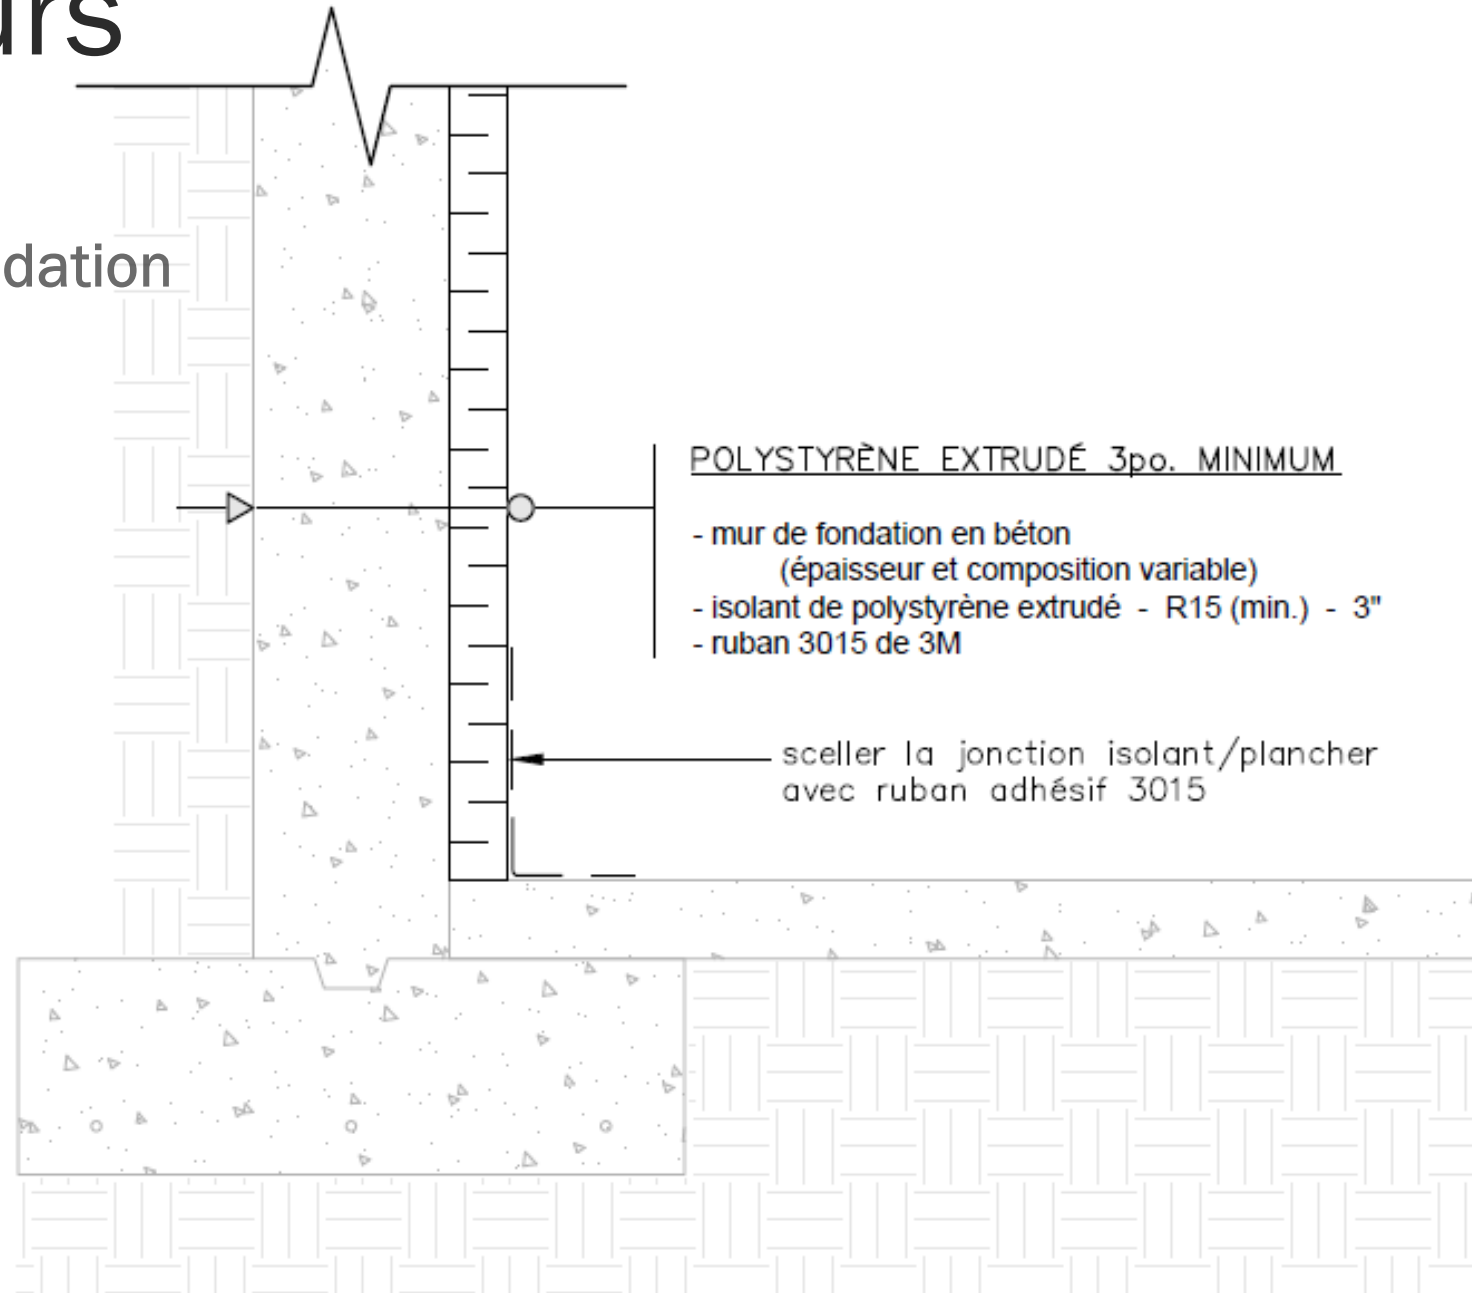 urs
dation
POLYSTYRÈNE EXTRUDÉ 3po. MINIMUM
- mur de fondation en béton
(épaisseur et composition variable)
- isolant de polystyrène extrudé - R15 (min.) - 3"
- ruban 3015 de 3M
sceller la jonction isolant/plancher
avec ruban adhésif 3015